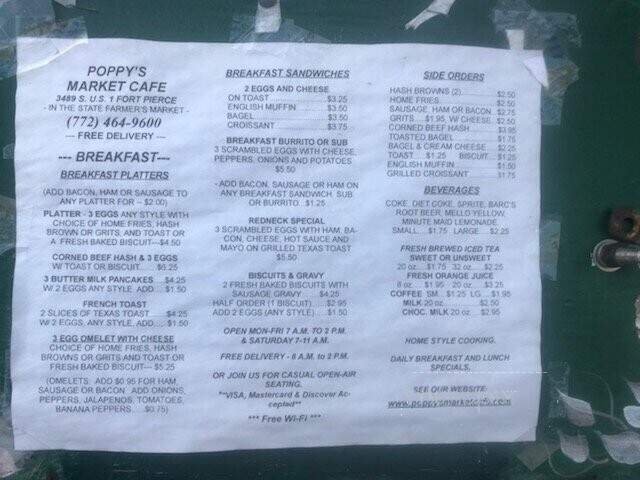 POPPY'S
MARKET CAFE
3489 S. U.S. 1 FORT PIERCE
- IN THE STATE FARMER'S MARKET -
(772) 464-9600
--- FREE DELIVERY ---
--- BREAKFAST---
BREAKFAST PLATTERS
(ADD BACON, HAM OR SAUSAGE TO
ANY PLATTER FOR -- $2.00)
PLATTER - 3 EGGS ANY STYLE WITH
CHOICE OF HOME FRIES, HASH
BROWN OR GRITS, AND TOAST OR
A FRESH BAKED BISCUIT---$4.50
CORNED BEEF HASH & 3 EGGS
W/ TOAST OR BISCUIT..... $5.25
3 BUTTER MILK PANCAKES $4.25
W/ 2 EGGS ANY STYLE, ADD.... $1.50
FRENCH TOAST
2 SLICES OF TEXAS TOAST..... $4.25
W/ 2 EGGS, ANY STYLE, ADD..... $1.50
3 EGG OMELET WITH CHEESE
CHOICE OF HOME FRIES, HASH
BROWNS OR GRITS AND TOAST OR
FRESH BAKED BISCUIT--- $5.25
(OMELETS: ADD $0.95 FOR HAM,
SAUSAGE OR BACON. ADD ONIONS,
PEPPERS, JALAPENOS, TOMATOES,
BANANA PEPPERS......$0.75)
BREAKFAST SANDWICHES
2 EGGS AND CHEESE
ON TOAST $3.25
ENGLISH MUFFIN $3.50
BAGEL $3.50
CROISSANT $3.75
BREAKFAST BURRITO OR SUB
3 SCRAMBLED EGGS WITH CHEESE,
PEPPERS, ONIONS AND POTATOES
$5.50
- ADD BACON, SAUSAGE OR HAM ON
ANY BREAKFAST SANDWICH, SUB
OR BURRITO. $1.25
REDNECK SPECIAL
3 SCRAMBLED EGGS WITH HAM, BA-
CON, CHEESE, HOT SAUCE AND
MAYO ON GRILLED TEXAS TOAST
$5.50
BISCUITS & GRAVY
2 FRESH BAKED BISCUITS WITH
SAUSAGE GRAVY ....... $4.25
HALF ORDER (1 BISCUIT)..... $2.95
ADD 2 EGGS (ANY STYLE)..... $1.50
OPEN MON-FRI 7 A.M. TO 2 P.M.
& SATURDAY 7-11 A.M.
FREE DELIVERY - 8 A.M. to 2 P.M.
OR JOIN US FOR CASUAL OPEN-AIR
SEATING.
**VISA, Mastercard & Discover Ac-
cepted**
*** Free Wi-Fi ***
SIDE ORDERS
HASH BROWNS (2) $2.50
HOME FRIES $2.50
SAUSAGE, HAM OR BACON.. $2.75
GRITS.....$1.95, W/ CHEESE.. $2.50
CORNED BEEF HASH $3.95
TOASTED BAGEL $1.75
BAGEL & CREAM CHEESE.... $2.25
TOAST $1.25 BISCUIT.... $1.25
ENGLISH MUFFIN $1.50
GRILLED CROISSANT $1.75
BEVERAGES
COKE, DIET COKE, SPRITE, BARC'S
ROOT BEER, MELLO YELLOW,
MINUTE MAID LEMONADE.
SMALL.... $1.75 LARGE.... $2.25
FRESH BREWED ICED TEA
SWEET OR UNSWEET
20 oz.... $1.75 32 oz.... $2.25
FRESH ORANGE JUICE
8 oz. $1.95 20 oz. $3.25
COFFEE SM. $1.25 LG. ... $1.95
MILK 20 oz. $2.50
CHOC. MILK 20 oz. $2.95
HOME STYLE COOKING.
DAILY BREAKFAST AND LUNCH
SPECIALS.
SEE OUR WEBSITE:
www.poppysmarketcafe.com